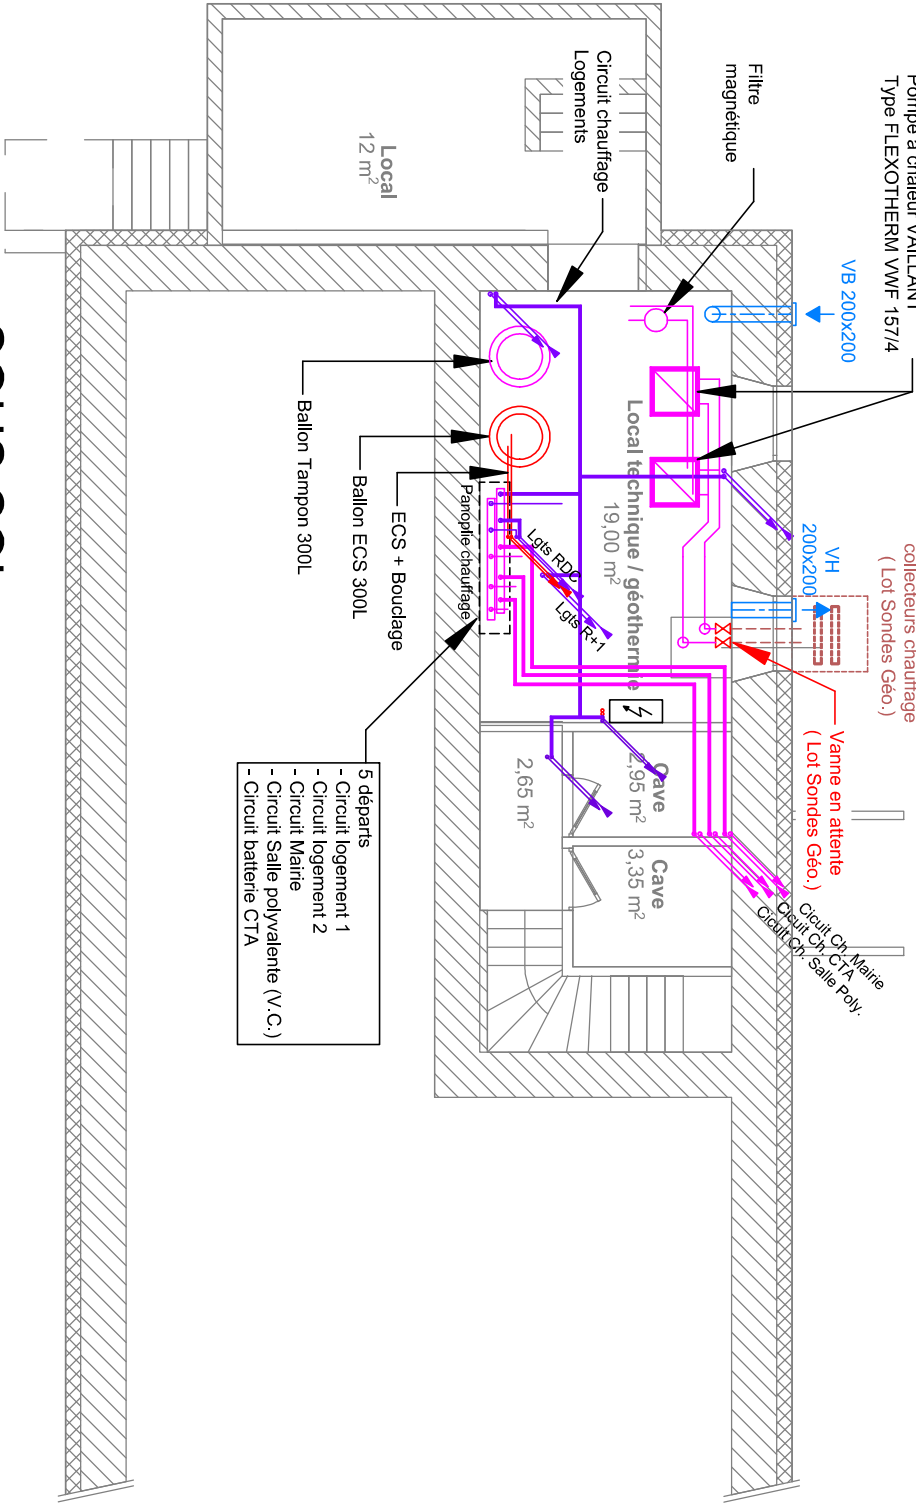 Pompe à chaleur VAILLANT
Type FLEXOTHERM VWF 157/4
collecteurs chauffage
( Lot Sondes Géo.)
VB 200x200
VH
200x200
Vanne en attente
( Lot Sondes Géo.)
Filtre
magnétique
Circuit chauffage
Logements
Local
12 m²
Local technique / géothermie
19,00 m²
Lgts RDC
Lgts R+1
Panoplie chauffage
ECS + Bouclage
Ballon ECS 300L
Ballon Tampon 300L
Cave
2,95 m²
Cave
3,35 m²
2,65 m²
Cicuit Ch. Mairie
Cicuit Ch. CTA
Cicuit Ch. Salle Poly.
5 départs
- Circuit logement 1
- Circuit logement 2
- Circuit Mairie
- Circuit Salle polyvalente (V.C.)
- Circuit batterie CTA